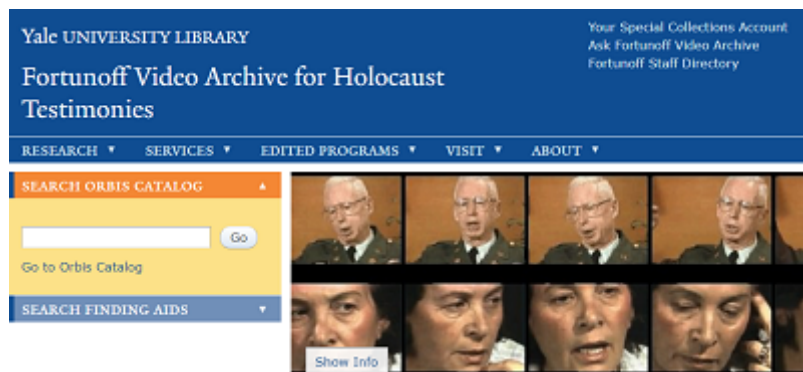 Yale UNIVERSITY LIBRARY
Your Special Collections Account
Ask Fortunoff Video Archive
Fortunoff Staff Directory
Fortunoff Video Archive for Holocaust
Testimonies
RESEARCH ▼ SERVICES ▼ EDITED PROGRAMS ▼ VISIT ▼ ABOUT ▼
SEARCH ORBIS CATALOG ▲
Go
Go to Orbis Catalog
SEARCH FINDING AIDS ▼
Show Info